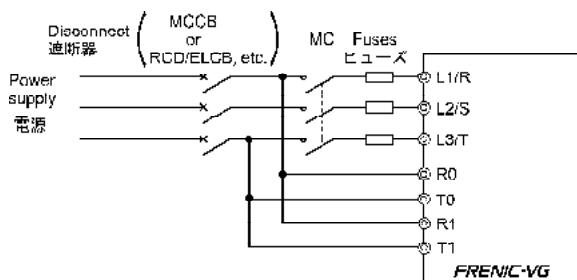 Disconnect
遮断器
( MCCB
or
RCD/ELCB, etc. )
MC
Fuses
ヒューズ
Power
supply
電源
L1/R
L2/S
L3/T
R0
T0
R1
T1
FRENIC-VG